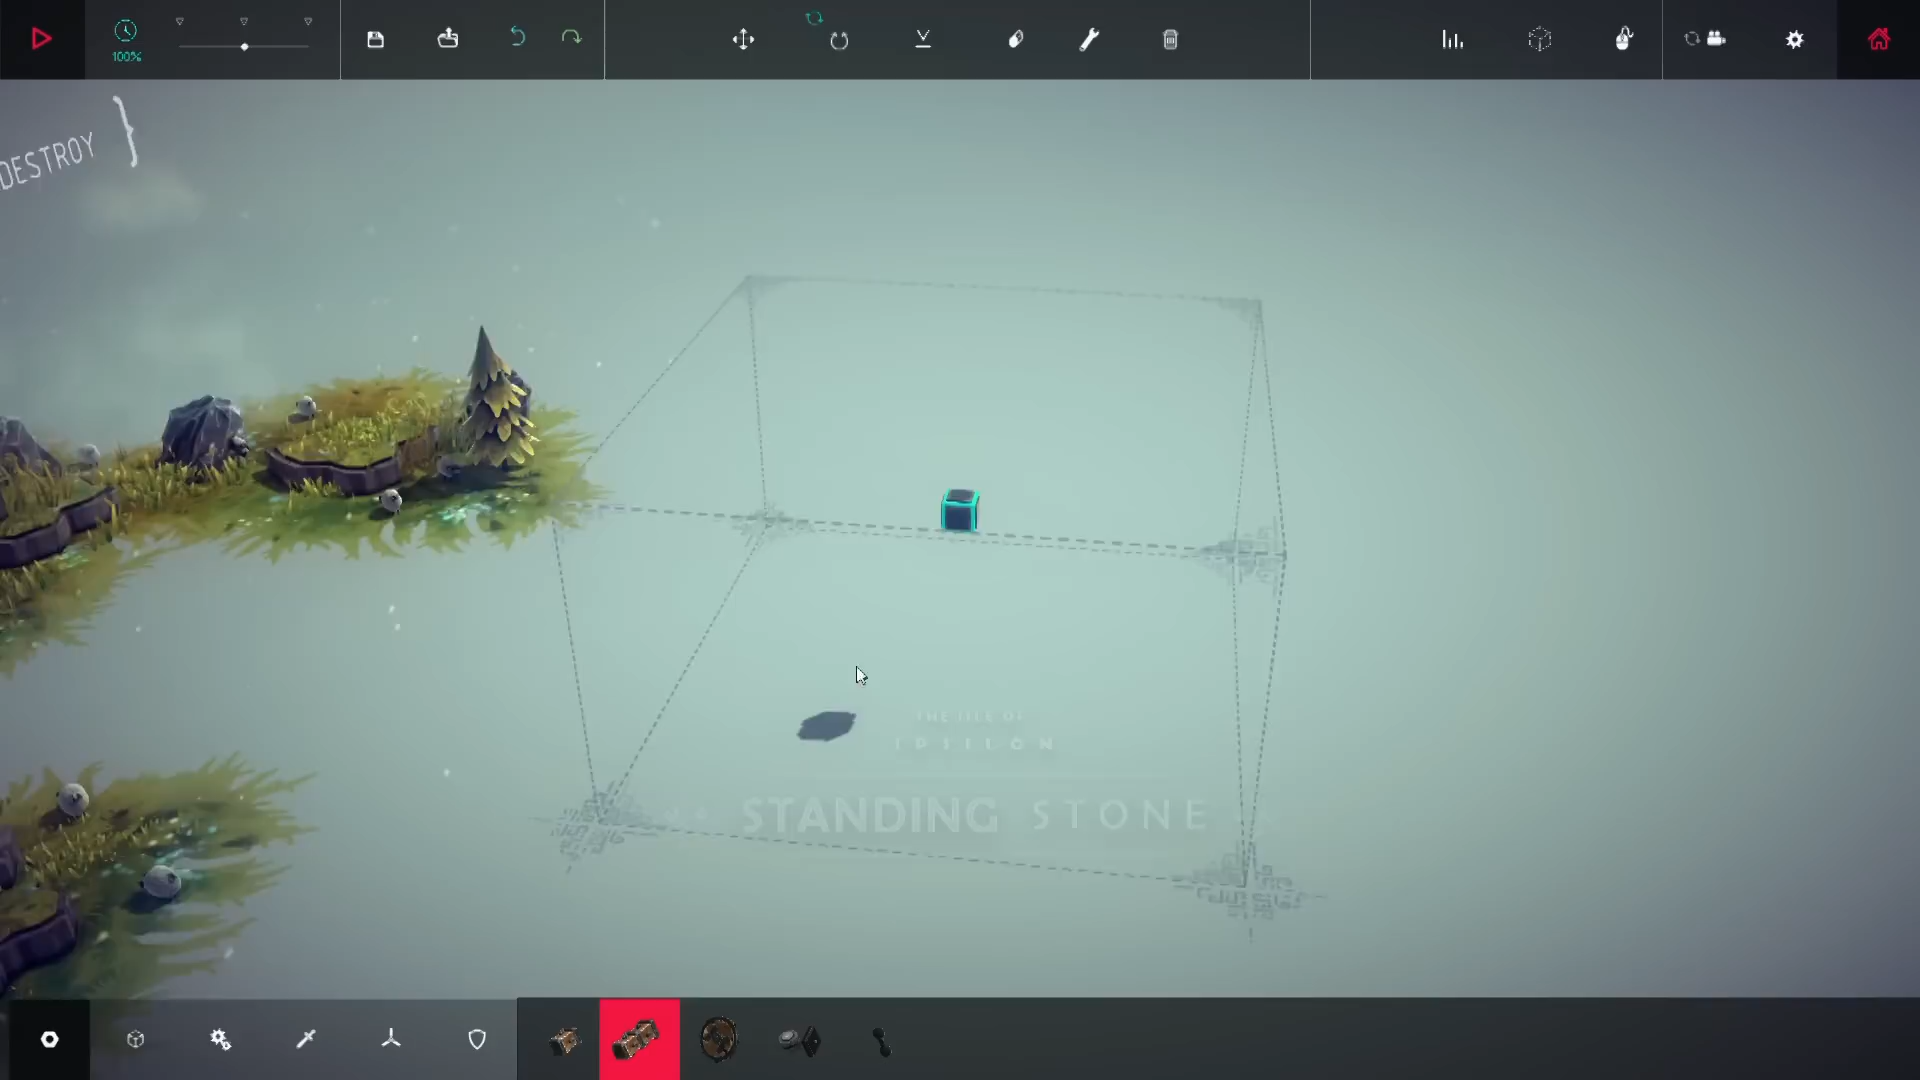 100%
DESTROY
THE ISLE OF
IPSILON
STANDING STONE